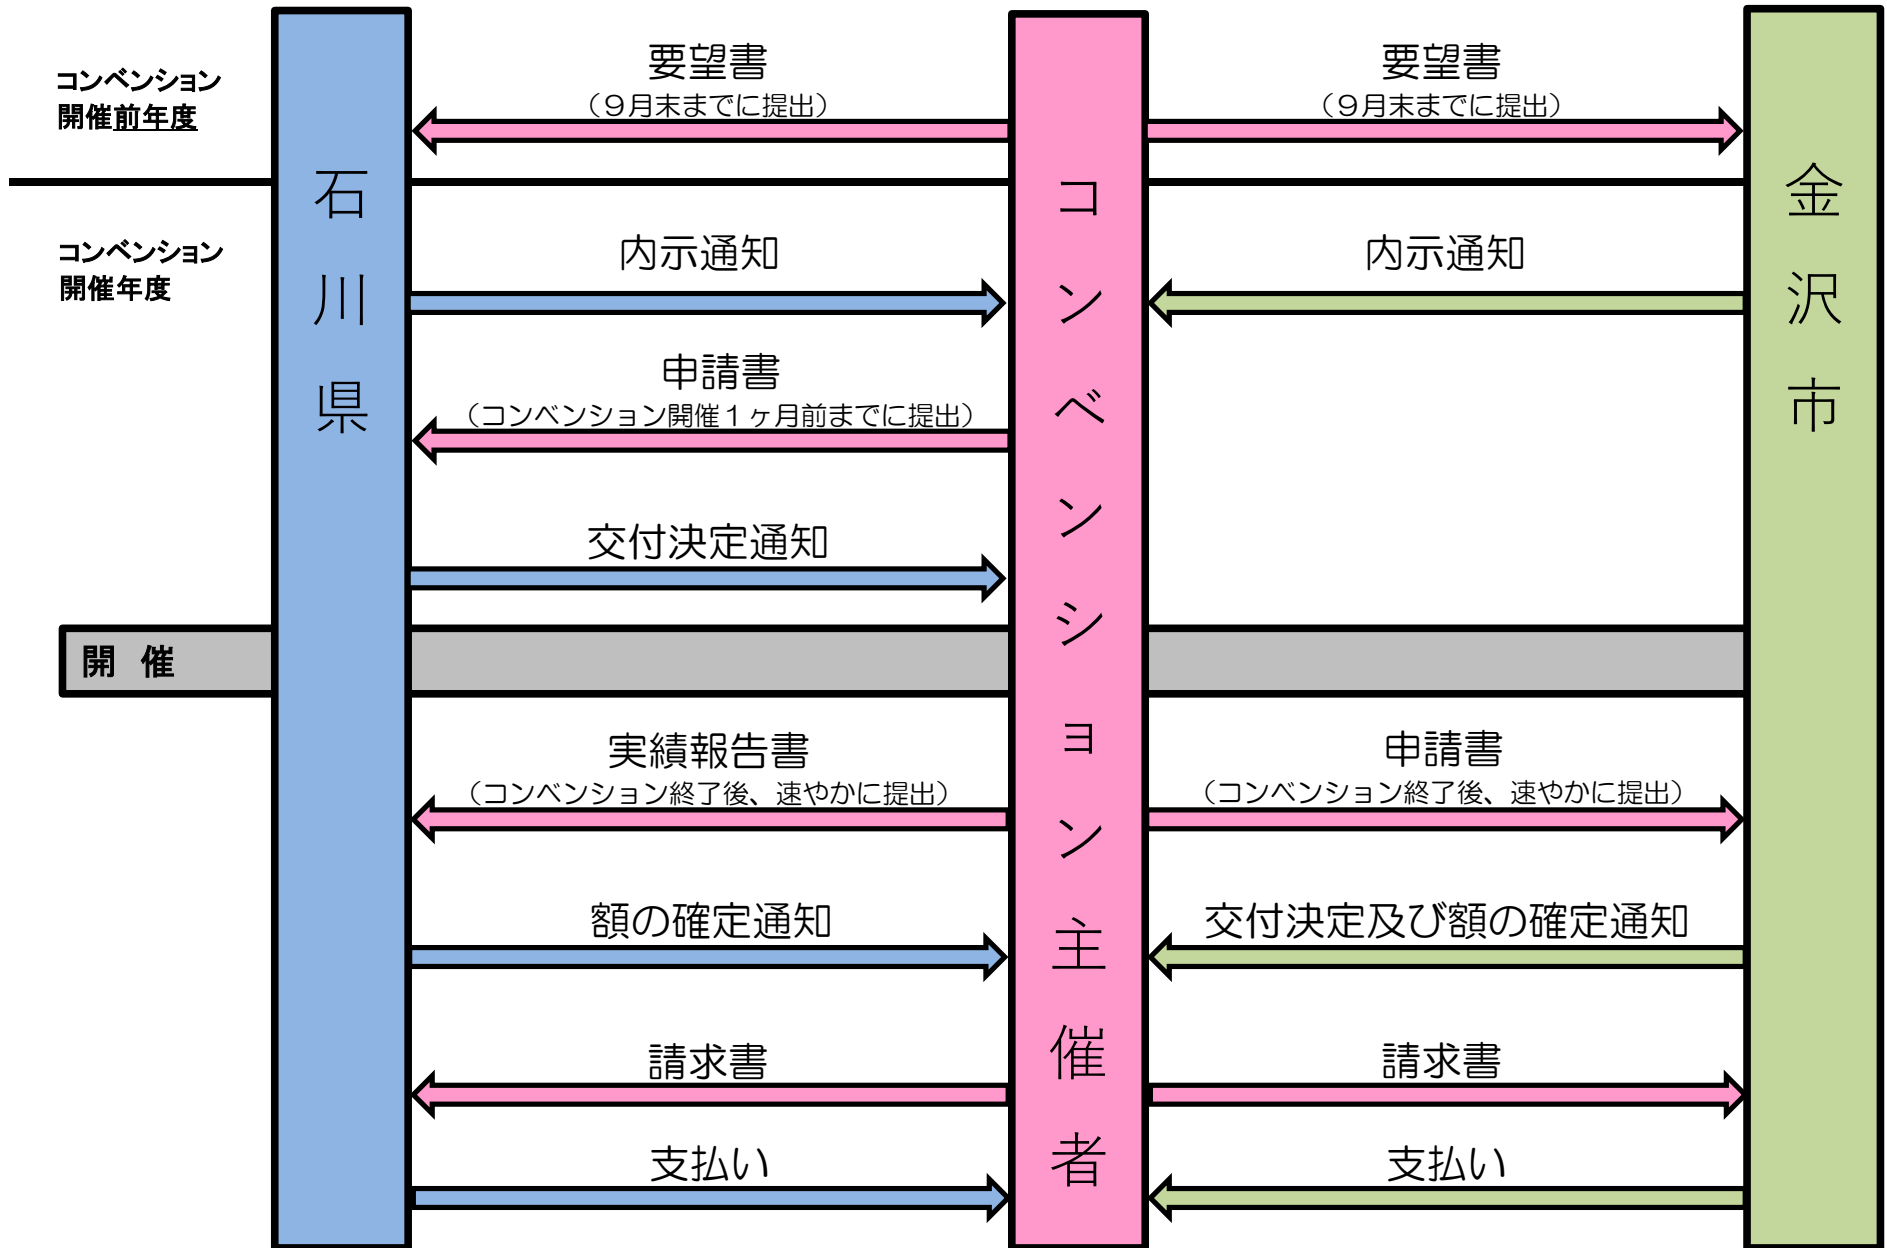 コンベンション
開催前年度
要望書
（９月末までに提出）
要望書
（９月末までに提出）
石川県
コンベンション主催者
金沢市
コンベンション
開催年度
内示通知
内示通知
申請書
（コンベンション開催１ヶ月前までに提出）
交付決定通知
開　催
実績報告書
（コンベンション終了後、速やかに提出）
申請書
（コンベンション終了後、速やかに提出）
額の確定通知
交付決定及び額の確定通知
請求書
請求書
支払い
支払い